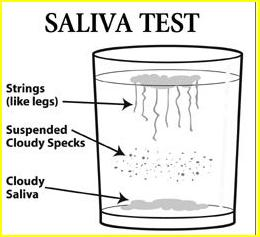 SALIVA TEST
Strings
(like legs)
Suspended
Cloudy Specks
Cloudy
Saliva